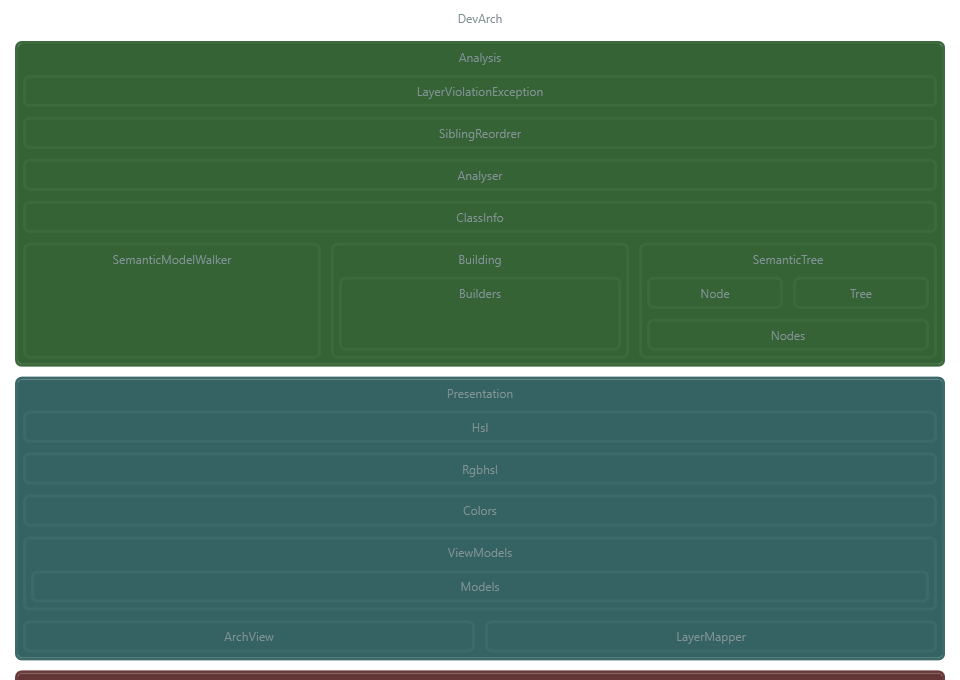 DevArch
Analysis
LayerViolationException
SiblingReordrer
Analyser
ClassInfo
SemanticModelWalker
Building
SemanticTree
Builders
Node
Tree
Nodes
Presentation
Hsl
Rgbhsl
Colors
ViewModels
Models
ArchView
LayerMapper